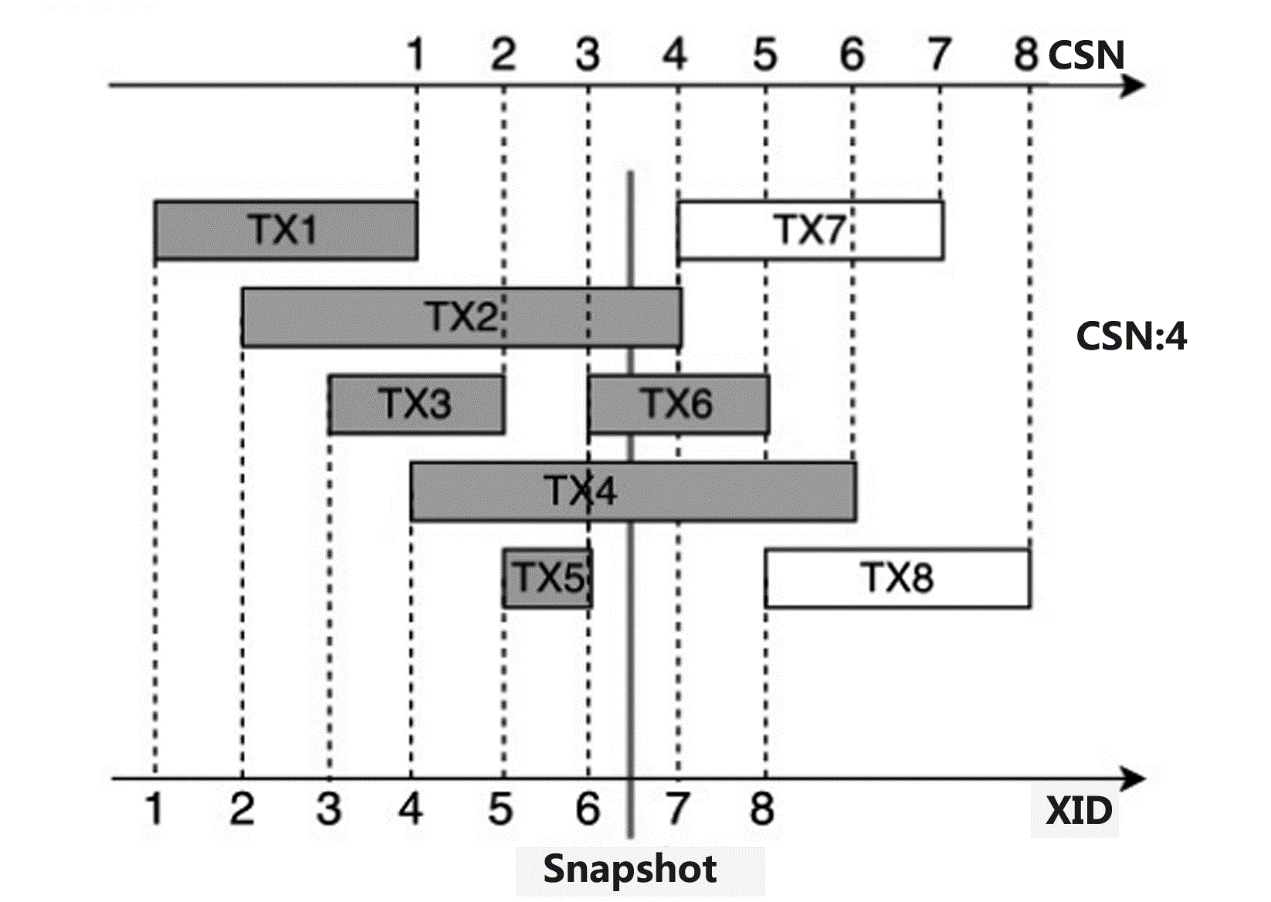 1 2 3 4 5 6 7 8 CSN
TX1 TX7
TX2
CSN:4
TX3 TX6
TX4
TX5 TX8
1 2 3 4 5 6 7 8 XID
Snapshot